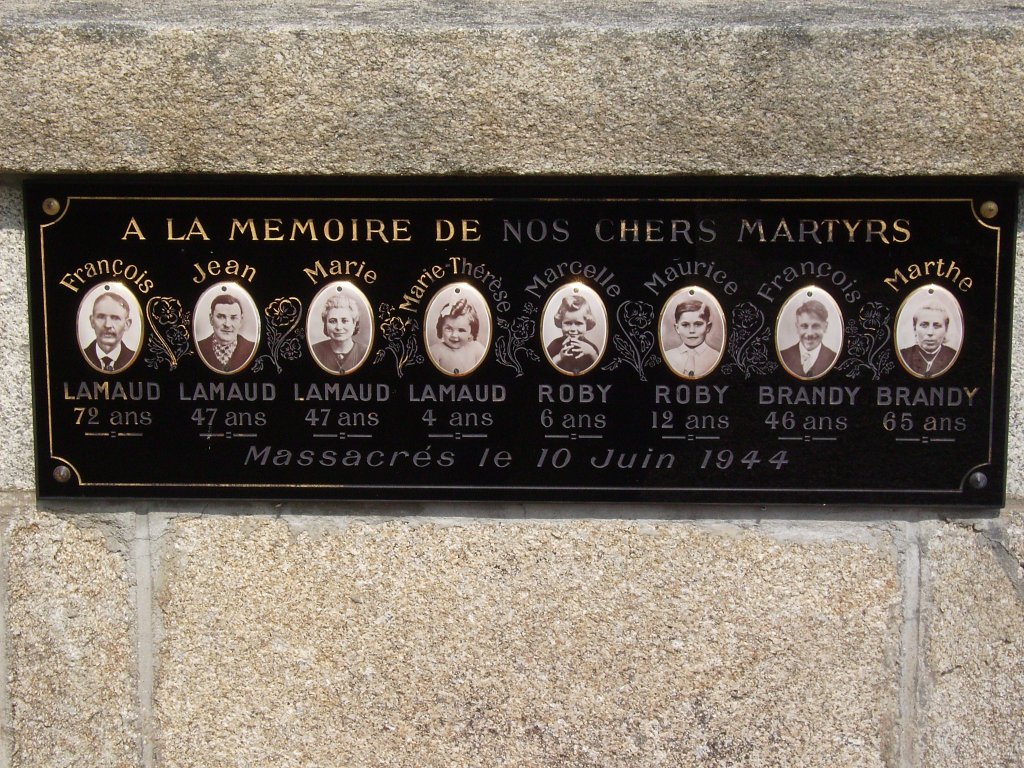 A LA MEMOIRE DE NOS CHERS MARTYRS
François Jean Marie Marie-Thérèse Marcelle Maurice François Marthe
LAMAUD LAMAUD LAMAUD LAMAUD ROBY ROBY BRANDY BRANDY
72 ans 47 ans 47 ans 4 ans 6 ans 12 ans 46 ans 65 ans
Massacrés le 10 Juin 1944